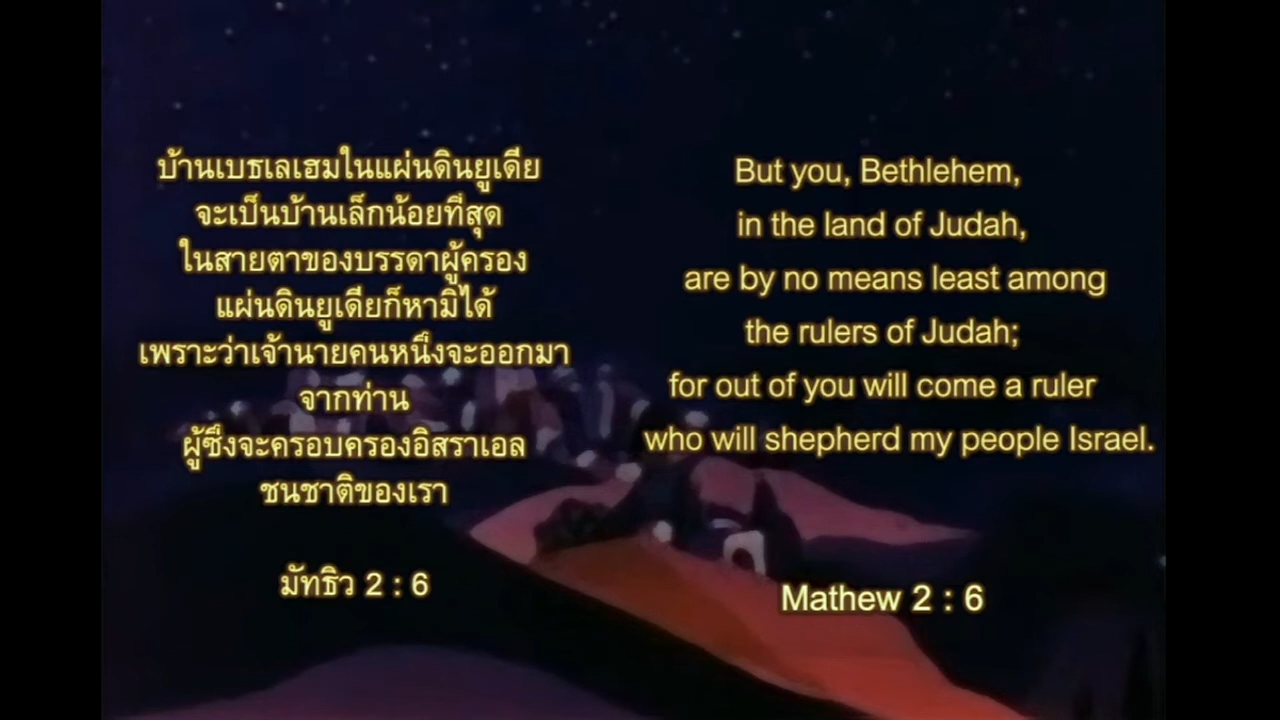 บ้านเบธเลเฮมในแผ่นดินยูเดีย
จะเป็นบ้านเล็กน้อยที่สุด
ในสายตาของบรรดาผู้ครอง
แผ่นดินยูเดียก็หามิได้
เพราะว่าเจ้านายคนหนึ่งจะออกมา
จากท่าน
ผู้ซึ่งจะครอบครองอิสราเอล
ชนชาติของเรา
มัทธิว 2 : 6
But you, Bethlehem,
in the land of Judah,
are by no means least among
the rulers of Judah;
for out of you will come a ruler
who will shepherd my people Israel.
Mathew 2 : 6